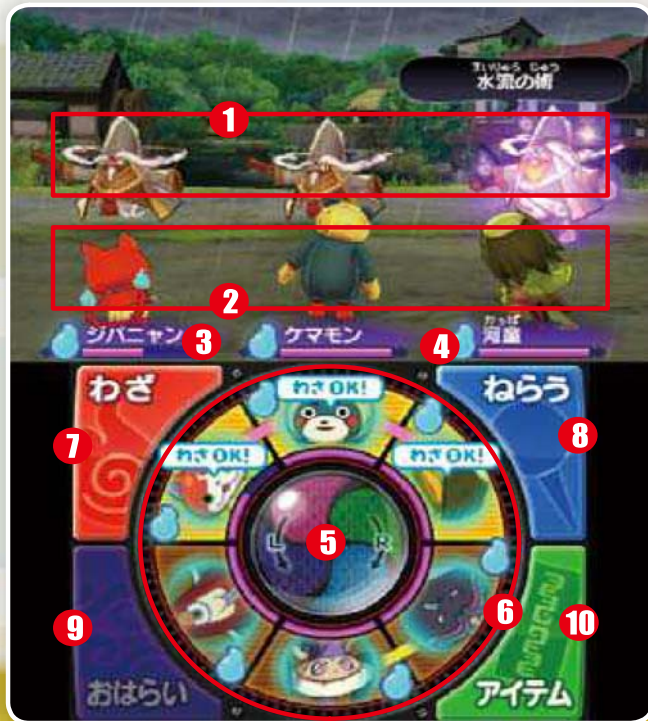 すいりゅう じゅつ
水流の術
1
2
ジバニャン
3
ケマモン
4
かっぱ
河童
わざ
わざOK!
ねらう
7
わざOK!
わざOK!
8
L
5
R
9
6
10
おはらい
アイテム